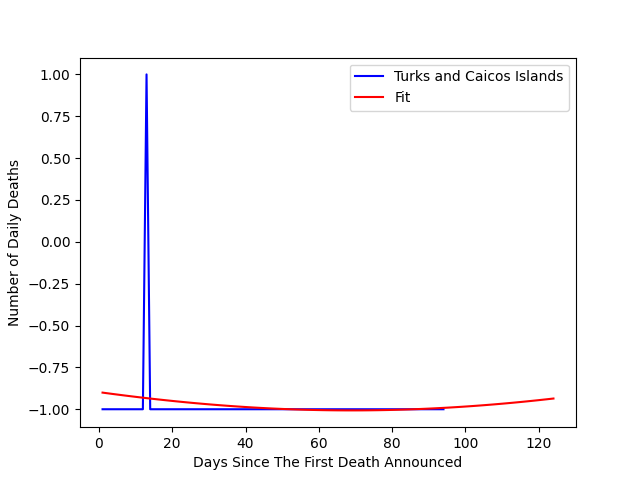 Turks and Caicos Islands
Fit
1.00
0.75
0.50
0.25
0.00
−0.25
−0.50
−0.75
−1.00
Number of Daily Deaths
0 20 40 60 80 100 120
Days Since The First Death Announced